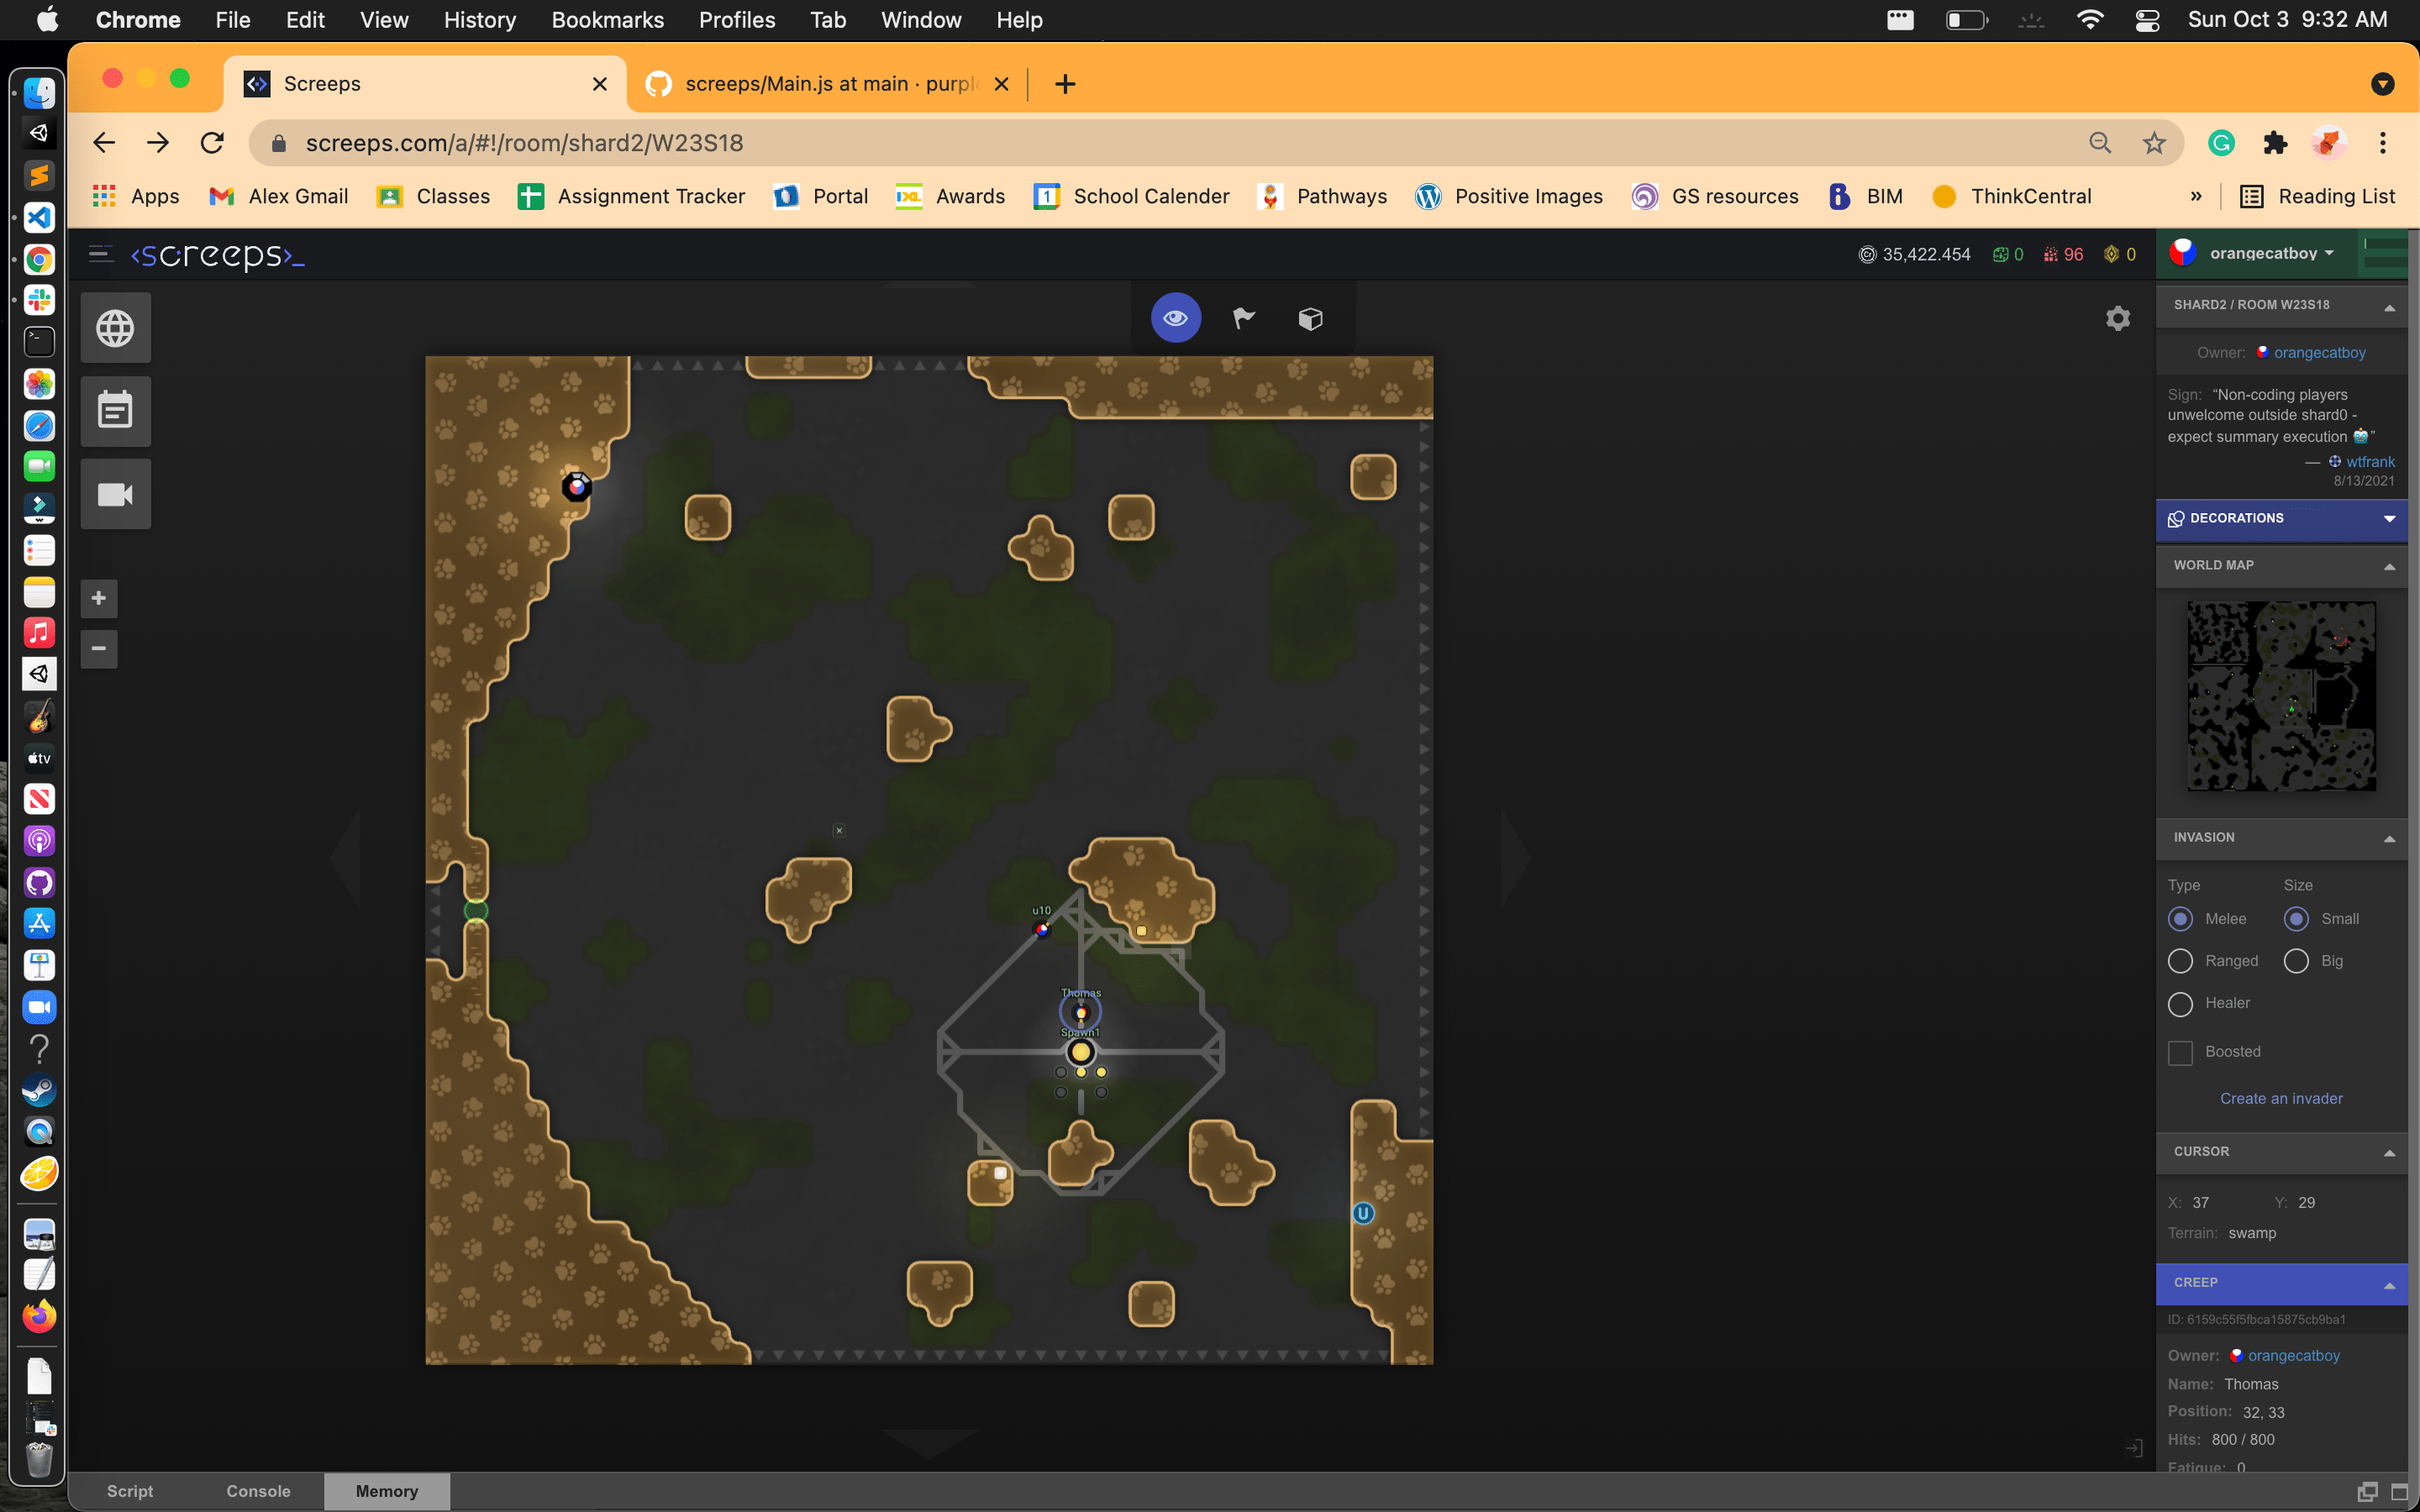 Chrome File Edit View History Bookmarks Profiles Tab Window Help Sun Oct 3 9:32 AM
Screeps screeps/Main.js at main · purpl
screeps.com/a/#!/room/shard2/W23S18
Apps Alex Gmail Classes Assignment Tracker Portal Awards School Calender Pathways Positive Images GS resources BIM ThinkCentral » Reading List
<screeps>_ 35,422.454 0 96 0 orangecatboy
SHARD2 / ROOM W23S18
Owner: orangecatboy
Sign: “Non-coding players
unwelcome outside shard0 -
expect summary execution 🤖”
— wtfrank
8/13/2021
DECORATIONS
WORLD MAP
INVASION
Type Size
Melee Small
Ranged Big
Healer
Boosted
Create an invader
CURSOR
X: 37 Y: 29
Terrain: swamp
CREEP
ID: 6159c55f5fbca15875cb9ba1
Owner: orangecatboy
Name: Thomas
Position: 32, 33
Hits: 800 / 800
Fatigue: 0
u10
Thomas
Spawn1
U
tv
Script Console Memory